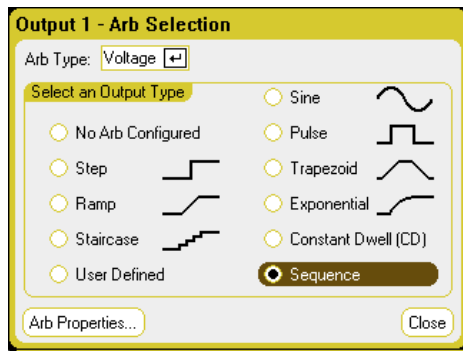 Output 1 - Arb Selection
Arb Type: Voltage
Select an Output Type
No Arb Configured
Step
Ramp
Staircase
User Defined
Sine
Pulse
Trapezoid
Exponential
Constant Dwell (CD)
Sequence
Arb Properties...
Close